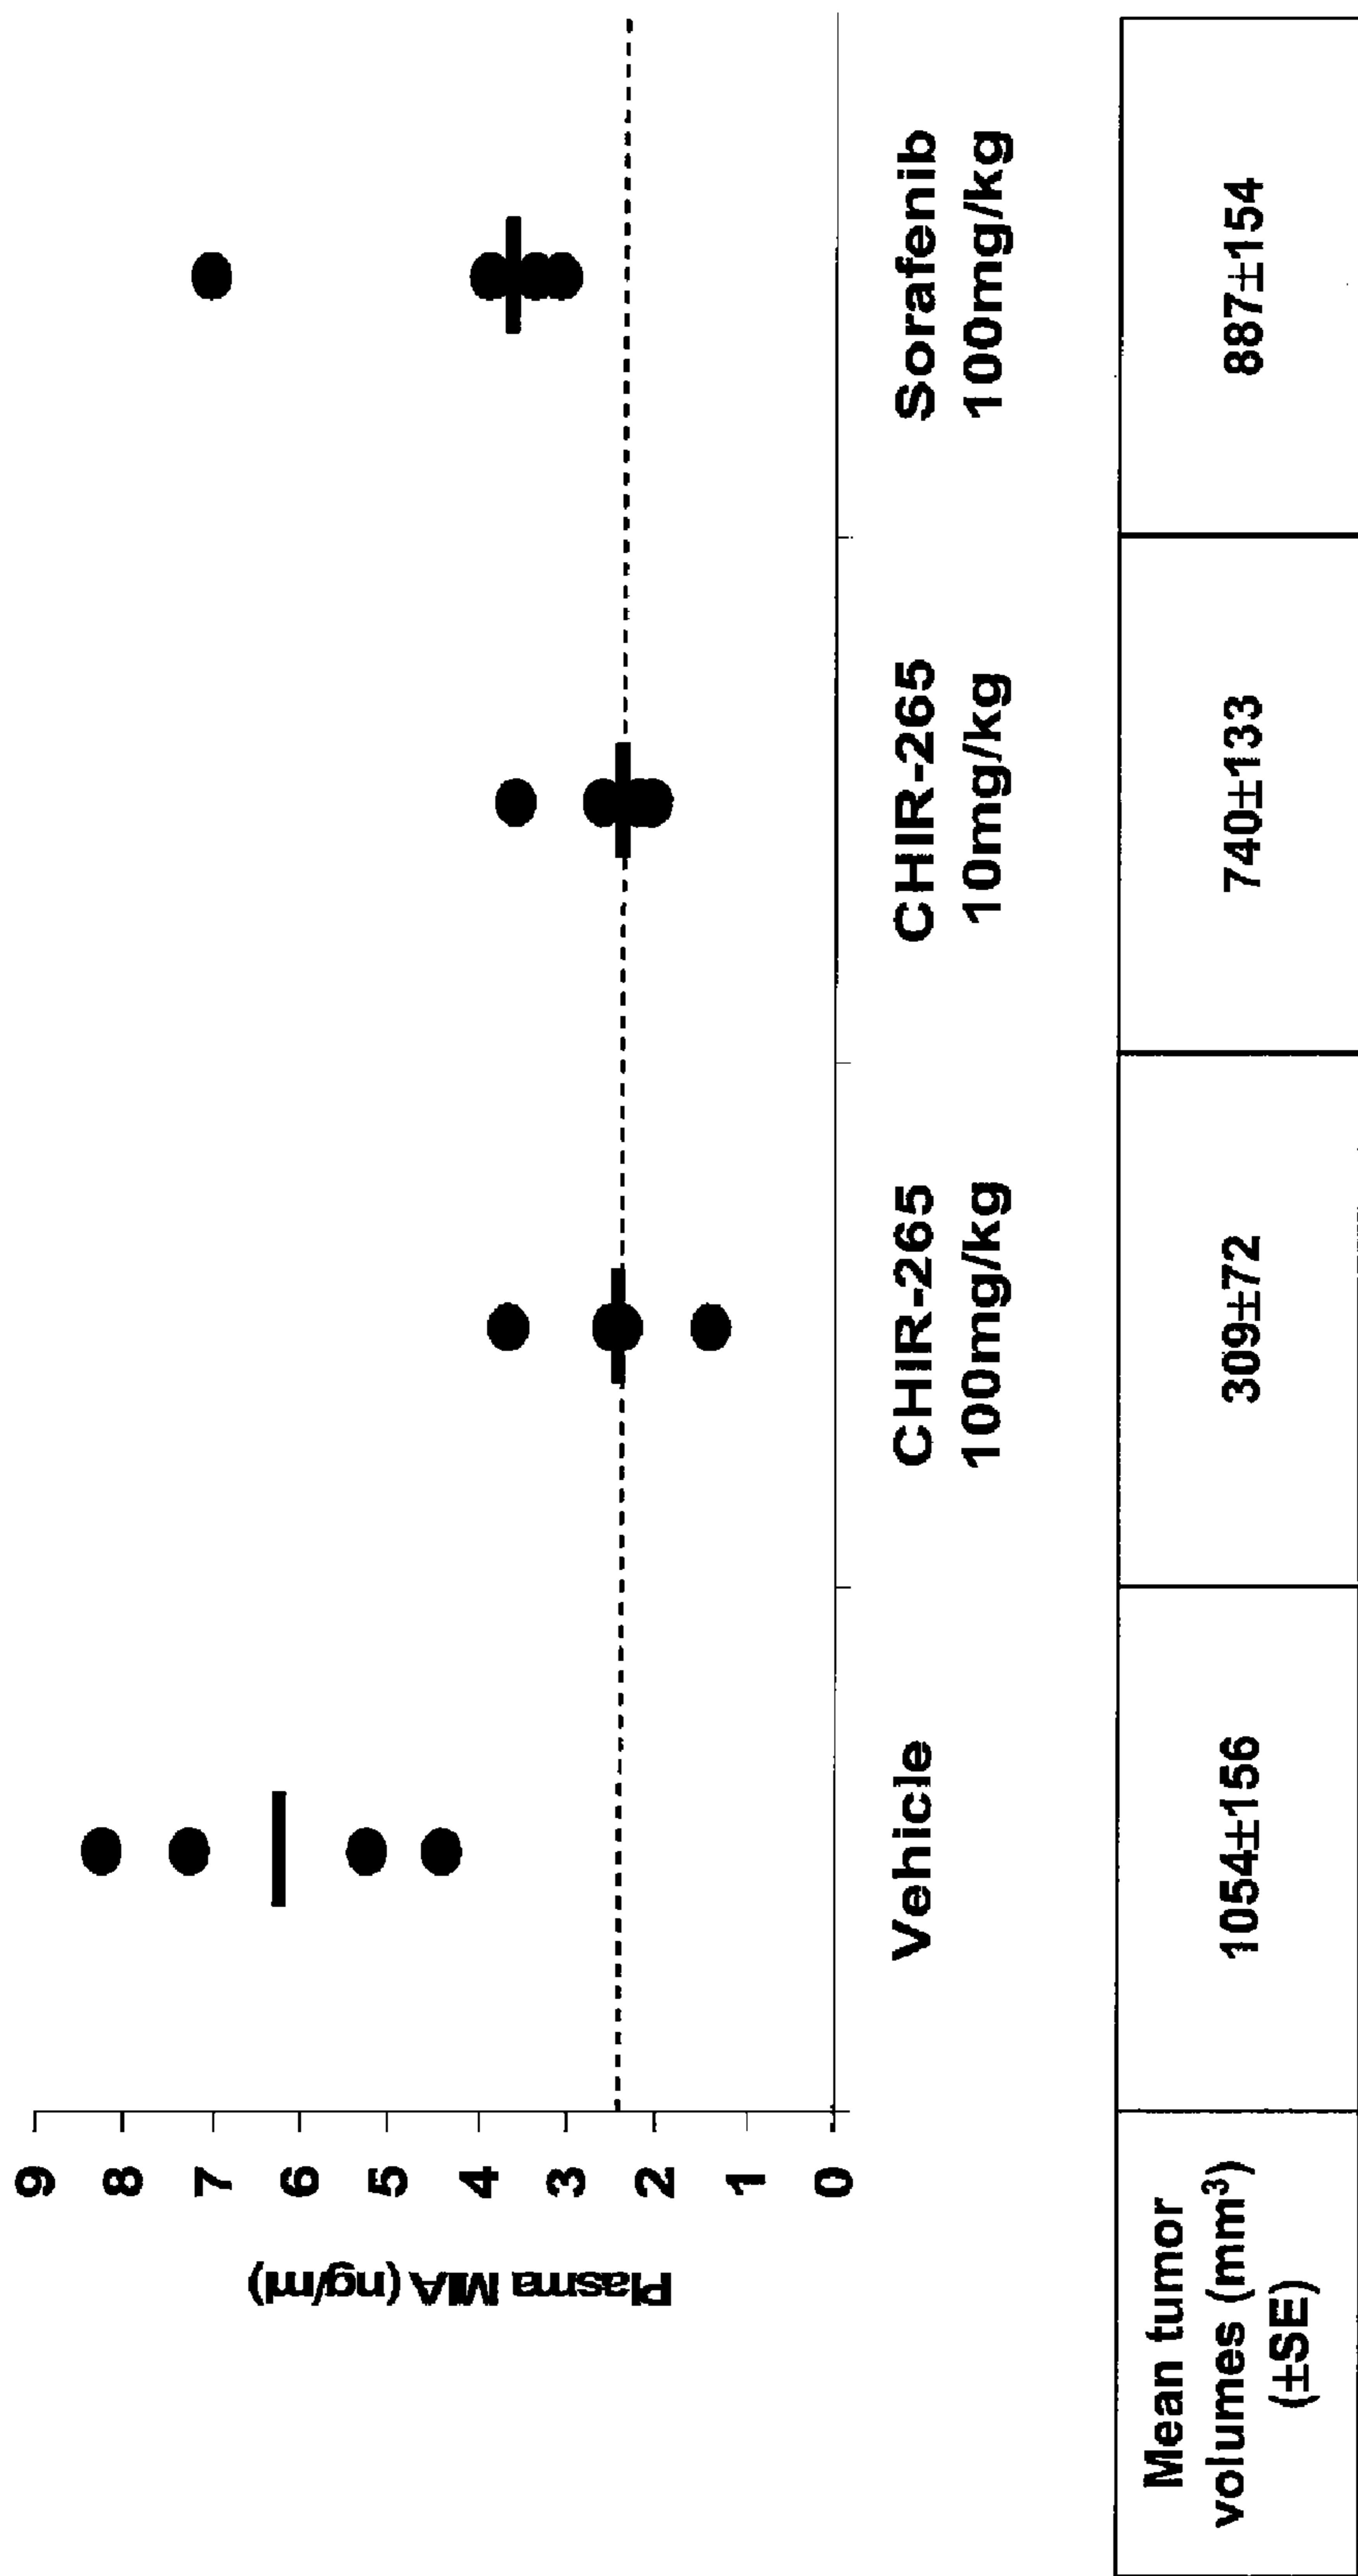 Plasma MIA (ng/ml)
9
8
7
6
5
4
3
2
1
0
Vehicle
CHIR-265
100mg/kg
CHIR-265
10mg/kg
Sorafenib
100mg/kg
Mean tumor
volumes (mm³)
(±SE)
1054±156
309±72
740±133
887±154